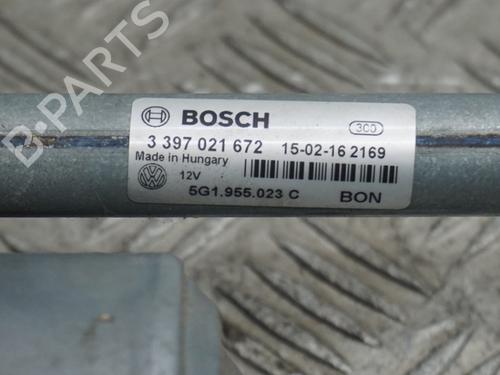 BOSCH
300
3 397 021 672 15-02-16 2169
Made in Hungary
12V
5G1.955.023 C BON
B-Parts